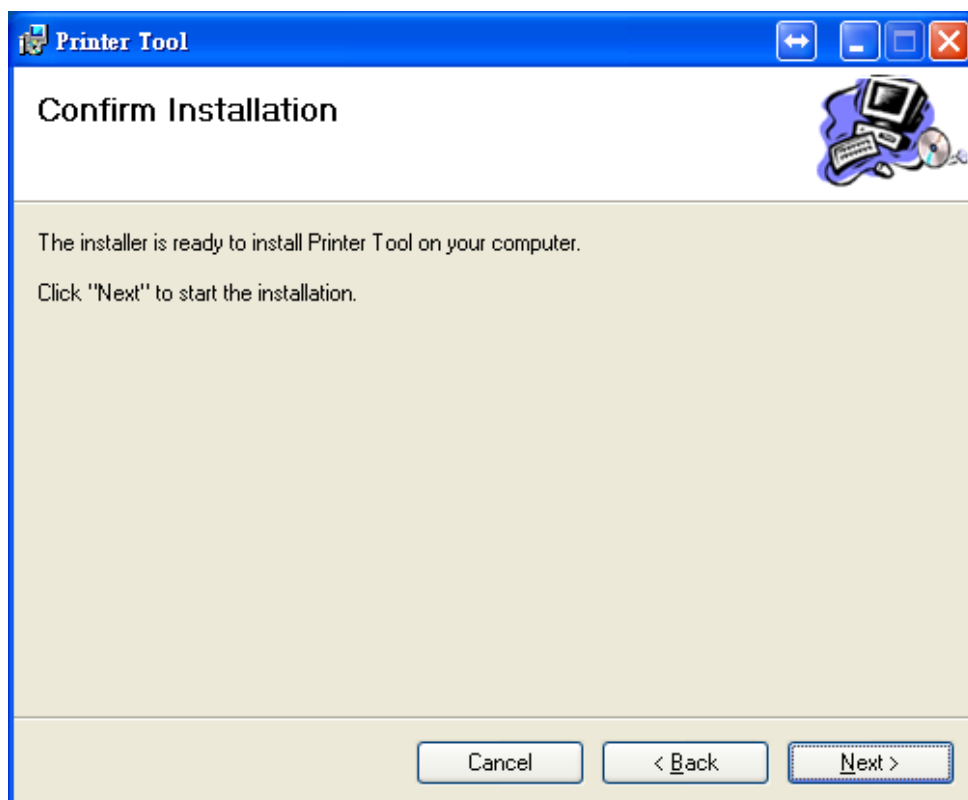 Printer Tool
Confirm Installation
The installer is ready to install Printer Tool on your computer.
Click "Next" to start the installation.
Cancel
< Back
Next >